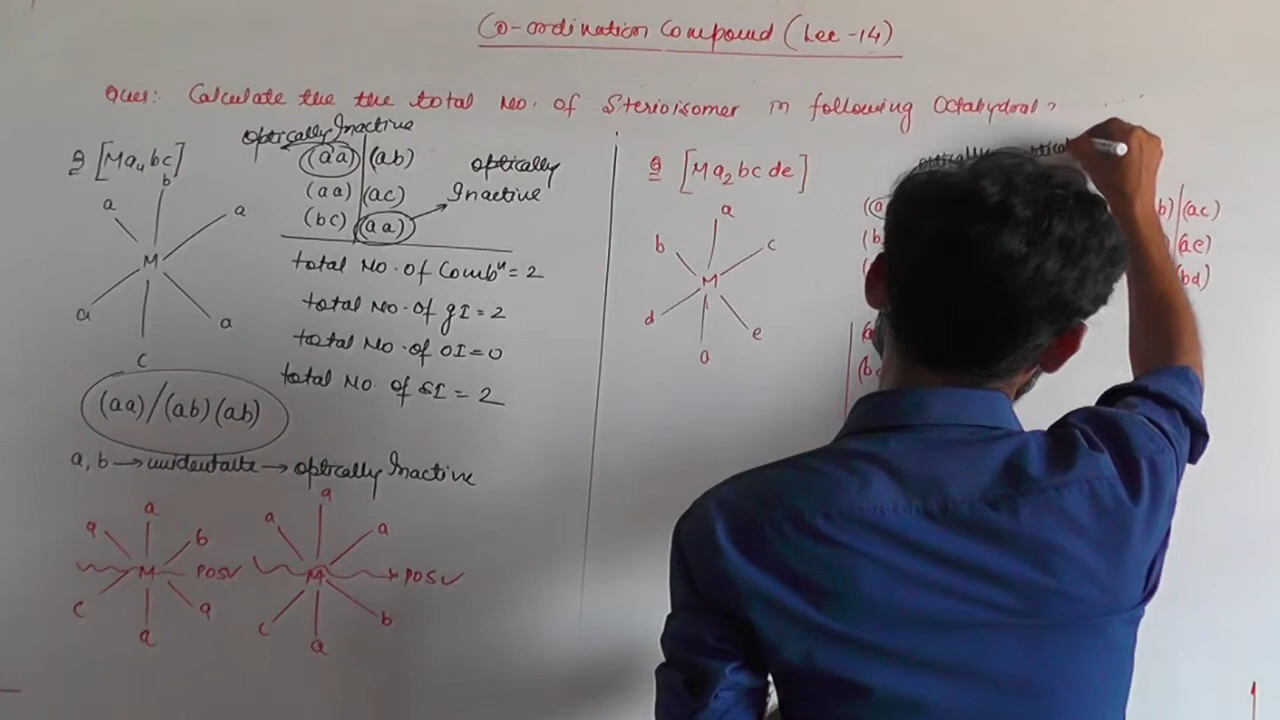 Co-ordination Compound (Lec-14)
Ques: Calculate the the total No. of Sterioisomer in following Octahydral?
Q [Ma₄bc]
optically Inactive
(aa) (ab)
(aa) (ac)
(bc) (aa)
optically
Inactive
total No. of Combⁿ = 2
total No. of gI = 2
total No. of OI = 0
total No. of SI = 2
b
a
a
M
a
a
C
(aa)/(ab)(ab)
a, b → unidentate → optically Inactive
a
a
b
M
POS
C
a
a
a
a
a
M
POS
C
b
a
Q [Ma₂bcde]
a
b
c
M
d
e
a
optically
(a
(b
b) (ac)
(ae)
(bd)